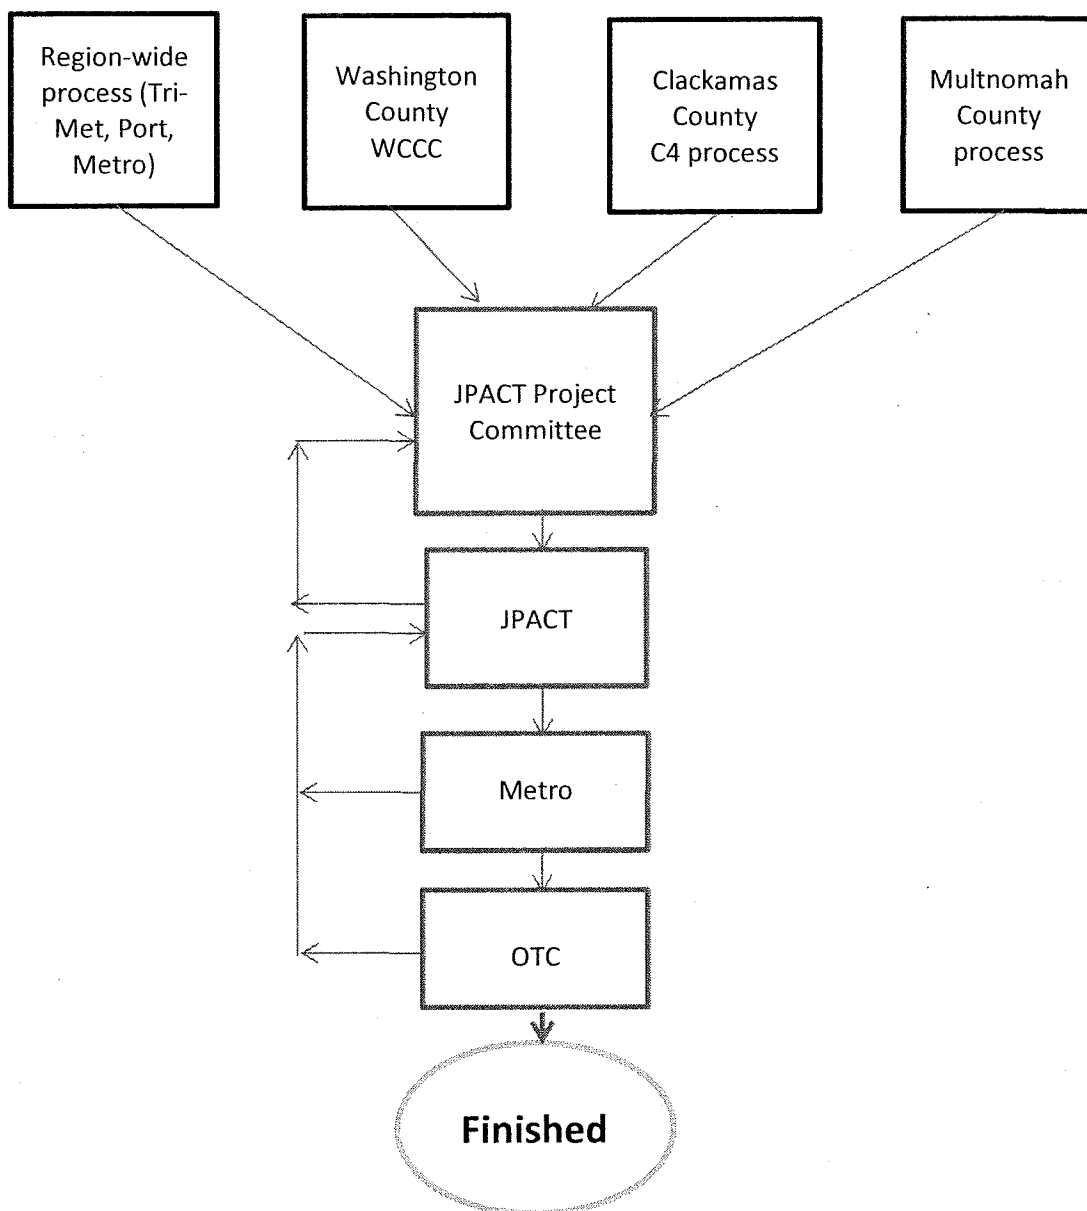 Region-wide
process (Tri-
Met, Port,
Metro)
Washington
County
WCCC
Clackamas
County
C4 process
Multnomah
County
process
JPACT Project
Committee
JPACT
Metro
OTC
Finished